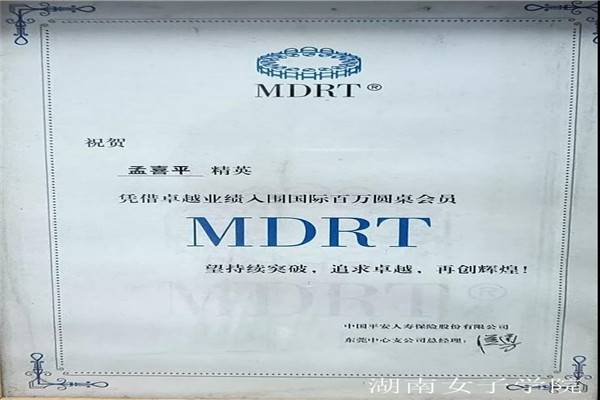 MDRT®
祝贺
孟喜平 精英
凭借卓越业绩入围国际百万圆桌会员
MDRT
望持续突破，追求卓越，再创辉煌！
MDRT®
中国平安人寿保险股份有限公司
东莞中心支公司总经理：
湖南女子学院